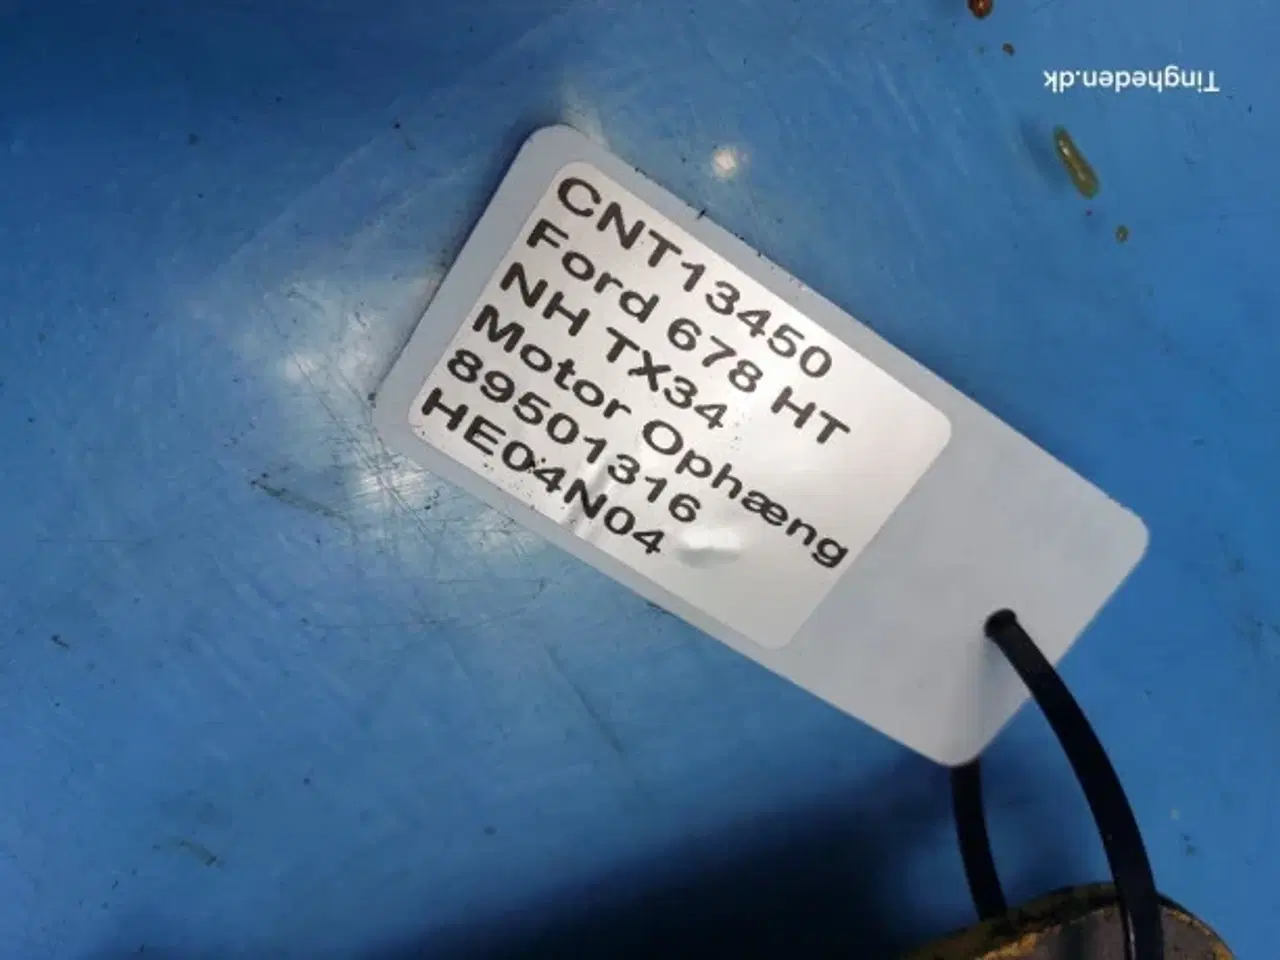 CNT13450
Ford 678 HT
NH TX34
Motor Ophæng
89501316
HE04N04
Tingheden.dk